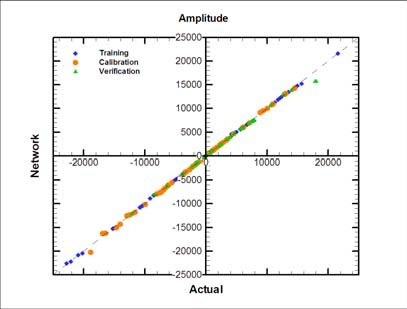 Amplitude
25000
Training
Calibration
Verification
20000
15000
10000
5000
-20000 -10000 0 10000 20000
-5000
-10000
-15000
-20000
-25000
Network
Actual